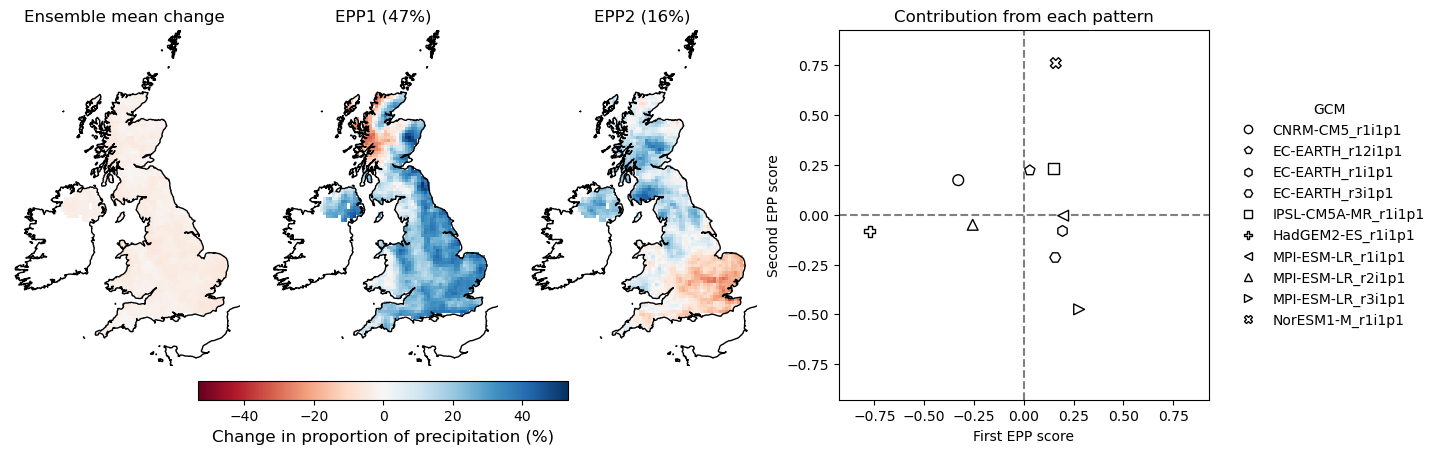 Ensemble mean change
EPP1 (47%)
EPP2 (16%)
−40 −20 0 20 40
Change in proportion of precipitation (%)
Contribution from each pattern
Second EPP score
0.75
0.50
0.25
0.00
−0.25
−0.50
−0.75
−0.75 −0.50 −0.25 0.00 0.25 0.50 0.75
First EPP score
GCM
CNRM-CM5_r1i1p1
EC-EARTH_r12i1p1
EC-EARTH_r1i1p1
EC-EARTH_r3i1p1
IPSL-CM5A-MR_r1i1p1
HadGEM2-ES_r1i1p1
MPI-ESM-LR_r1i1p1
MPI-ESM-LR_r2i1p1
MPI-ESM-LR_r3i1p1
NorESM1-M_r1i1p1